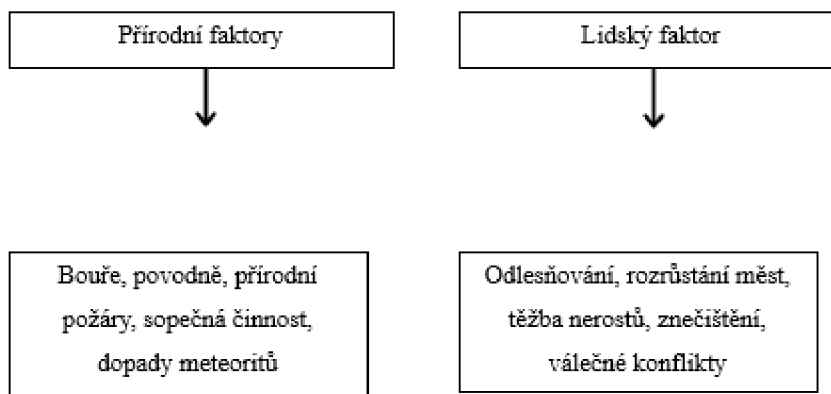 Přírodní faktory
Lidský faktor
Bouře, povodně, přírodní
požáry, sopečná činnost,
dopady meteoritů
Odlesňování, rozrůstání měst,
těžba nerostů, znečištění,
válečné konflikty